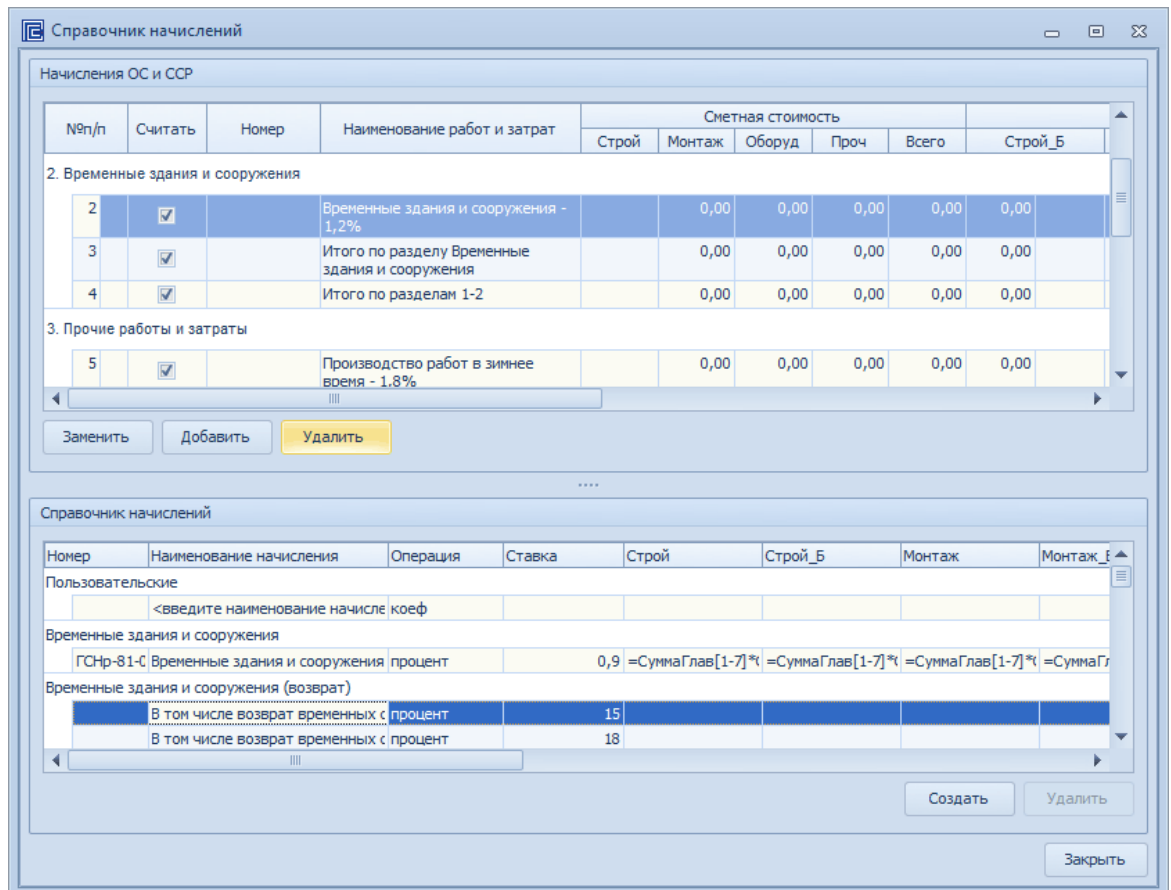 Справочник начислений
Начисления ОС и ССР
№п/п Считать Номер Наименование работ и затрат Сметная стоимость
Строй Монтаж Оборуд Проч Всего Строй_Б
2. Временные здания и сооружения
2 Временные здания и сооружения - 0,00 0,00 0,00 0,00 0,00
1,2%
3 Итого по разделу Временные 0,00 0,00 0,00 0,00 0,00
здания и сооружения
4 Итого по разделам 1-2 0,00 0,00 0,00 0,00 0,00
3. Прочие работы и затраты
5 Производство работ в зимнее 0,00 0,00 0,00 0,00 0,00
время - 1,8%
Заменить Добавить Удалить
Справочник начислений
Номер Наименование начисления Операция Ставка Строй Строй_Б Монтаж Монтаж_Б
Пользовательские
<введите наименование начисле коеф
Временные здания и сооружения
ГСНр-81-0 Временные здания и сооружения процент 0,9 =СуммаГлав[1-7]*( =СуммаГлав[1-7]*( =СуммаГлав[1-7]*( =СуммаГл
Временные здания и сооружения (возврат)
В том числе возврат временных с процент 15
В том числе возврат временных с процент 18
Создать Удалить
Закрыть